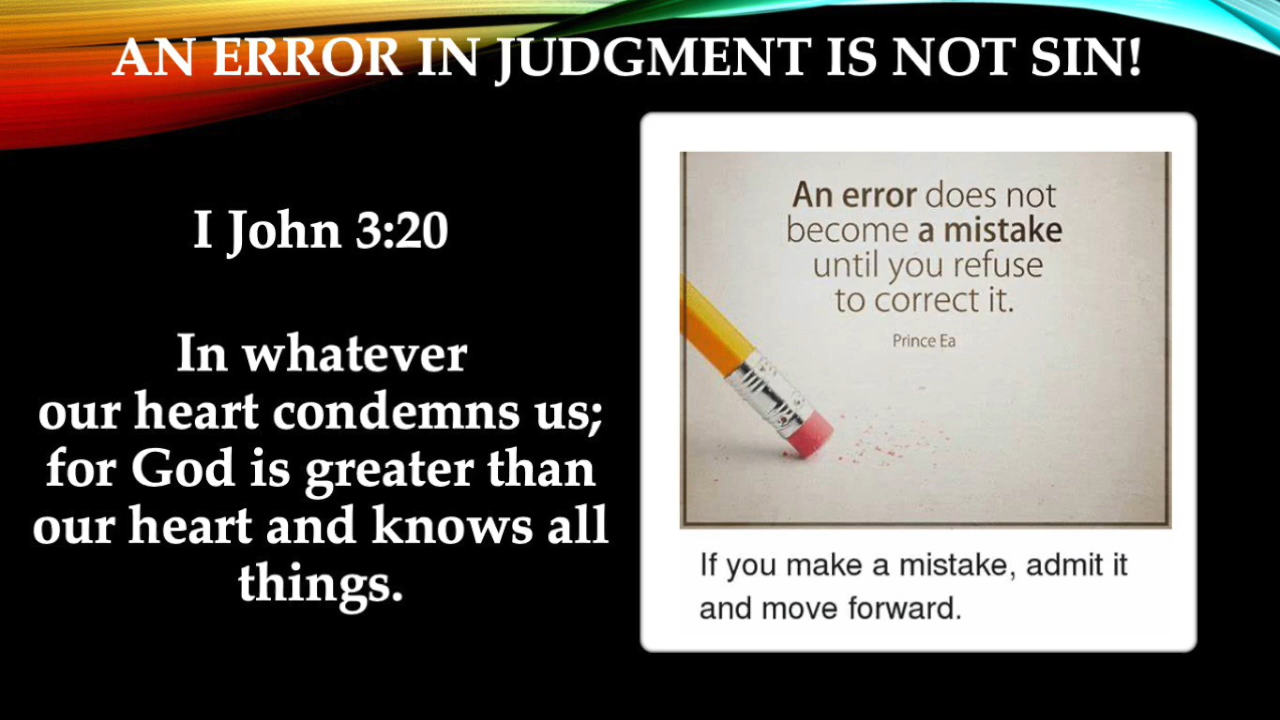 AN ERROR IN JUDGMENT IS NOT SIN!
I John 3:20
In whatever
our heart condemns us;
for God is greater than
our heart and knows all
things.
An error does not
become a mistake
until you refuse
to correct it.
Prince Ea
If you make a mistake, admit it
and move forward.